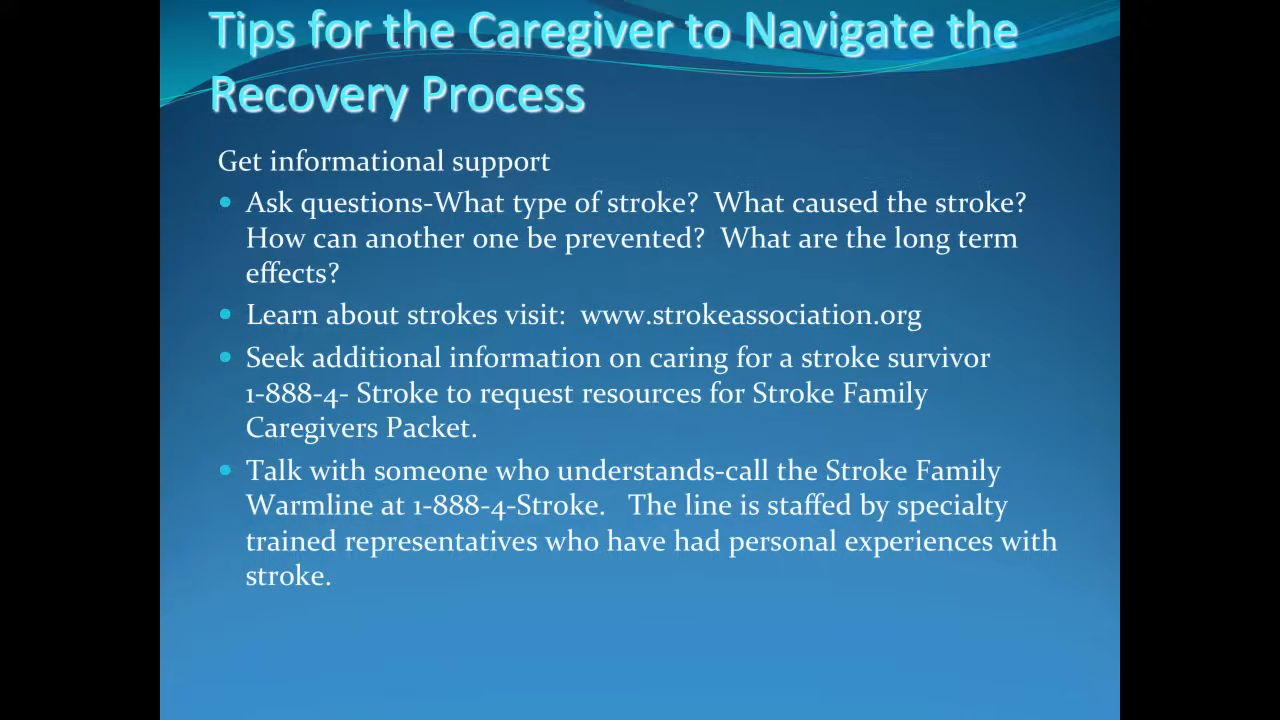 Tips for the Caregiver to Navigate the
Recovery Process
Get informational support
• Ask questions-What type of stroke?  What caused the stroke?
How can another one be prevented?  What are the long term
effects?
• Learn about strokes visit:  www.strokeassociation.org
• Seek additional information on caring for a stroke survivor
1-888-4- Stroke to request resources for Stroke Family
Caregivers Packet.
• Talk with someone who understands-call the Stroke Family
Warmline at 1-888-4-Stroke.   The line is staffed by specialty
trained representatives who have had personal experiences with
stroke.